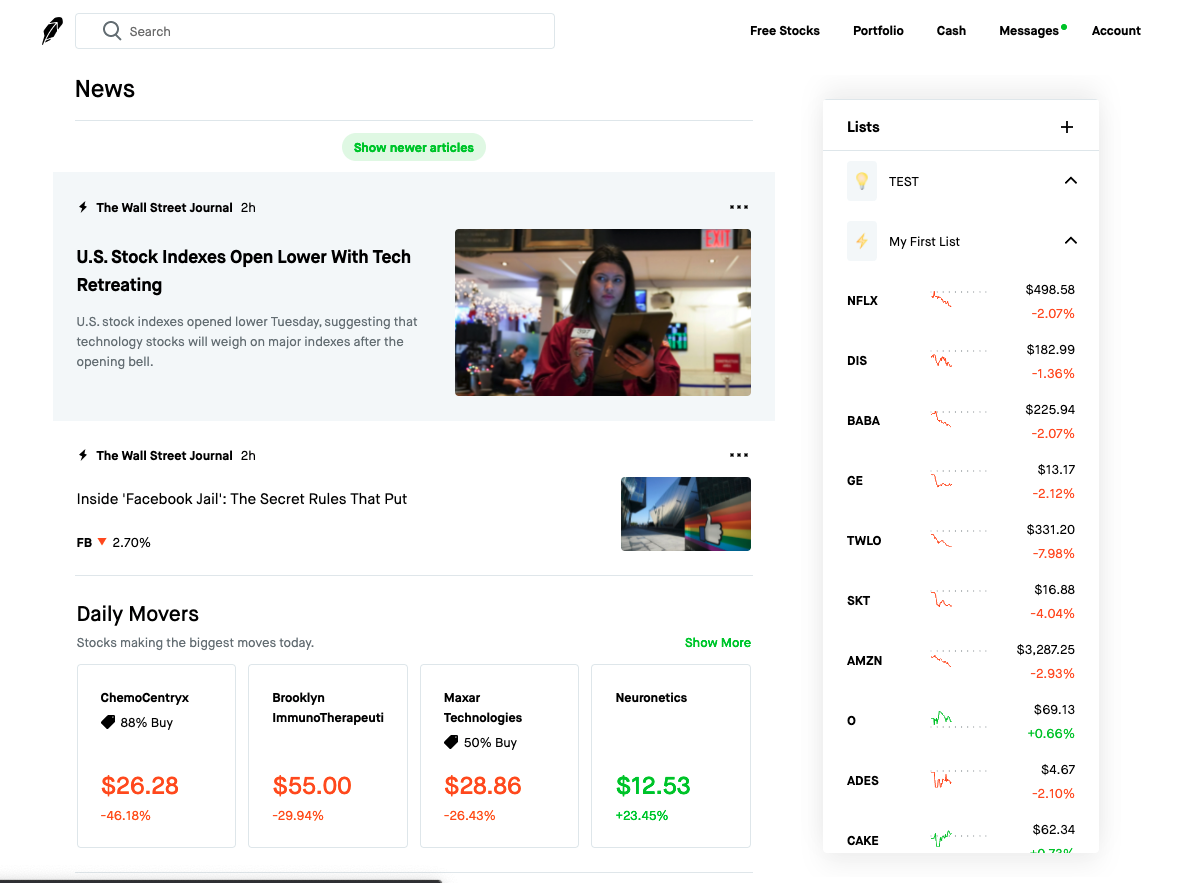 Search
Free Stocks
Portfolio
Cash
Messages
Account
News
Show newer articles
The Wall Street Journal 2h
U.S. Stock Indexes Open Lower With Tech
Retreating
U.S. stock indexes opened lower Tuesday, suggesting that
technology stocks will weigh on major indexes after the
opening bell.
EXIT
The Wall Street Journal 2h
Inside 'Facebook Jail': The Secret Rules That Put
FB 2.70%
Daily Movers
Stocks making the biggest moves today.
Show More
ChemoCentryx
88% Buy
$26.28
-46.18%
Brooklyn
ImmunoTherapeuti
$55.00
-29.94%
Maxar
Technologies
50% Buy
$28.86
-26.43%
Neuronetics
$12.53
+23.45%
Lists
TEST
My First List
NFLX
$498.58
-2.07%
DIS
$182.99
-1.36%
BABA
$225.94
-2.07%
GE
$13.17
-2.12%
TWLO
$331.20
-7.98%
SKT
$16.88
-4.04%
AMZN
$3,287.25
-2.93%
O
$69.13
+0.66%
ADES
$4.67
-2.10%
CAKE
$62.34